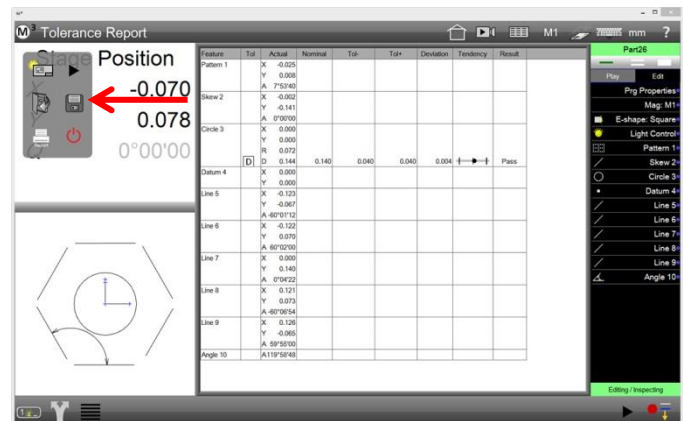 M³ Tolerance Report M1 mm ?
Stage Position
-0.070
0.078
0°00'00
Report
Feature Tol Actual Nominal Tol- Tol+ Deviation Tendency Result
Pattern 1 X -0.025
Y 0.008
A 7°53'40
Skew 2 X -0.002
Y -0.141
A 0°00'00
Circle 3 X 0.000
Y 0.000
R 0.072
D D 0.144 0.140 0.040 0.040 0.004 Pass
Datum 4 X 0.000
Y 0.000
Line 5 X -0.123
Y -0.067
A -60°01'12
Line 6 X -0.122
Y 0.070
A 60°02'00
Line 7 X 0.000
Y 0.140
A 0°04'22
Line 8 X 0.121
Y 0.073
A -60°06'54
Line 9 X 0.126
Y -0.065
A 59°55'00
Angle 10 A119°58'48
Part26
Play Edit
Prg Properties
Mag: M1
E-shape: Square
Light Control
Pattern 1
Skew 2
Circle 3
Datum 4
Line 5
Line 6
Line 7
Line 8
Line 9
Angle 10
Editing / Inspecting